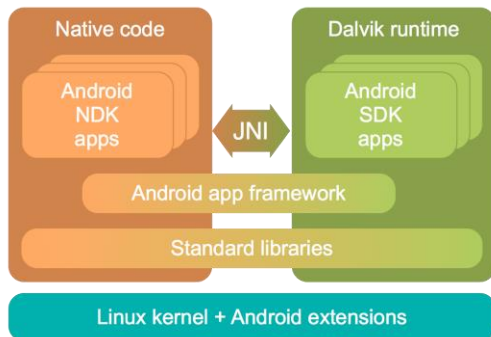 Native code
Dalvik runtime
Android
NDK
apps
JNI
Android
SDK
apps
Android app framework
Standard libraries
Linux kernel + Android extensions